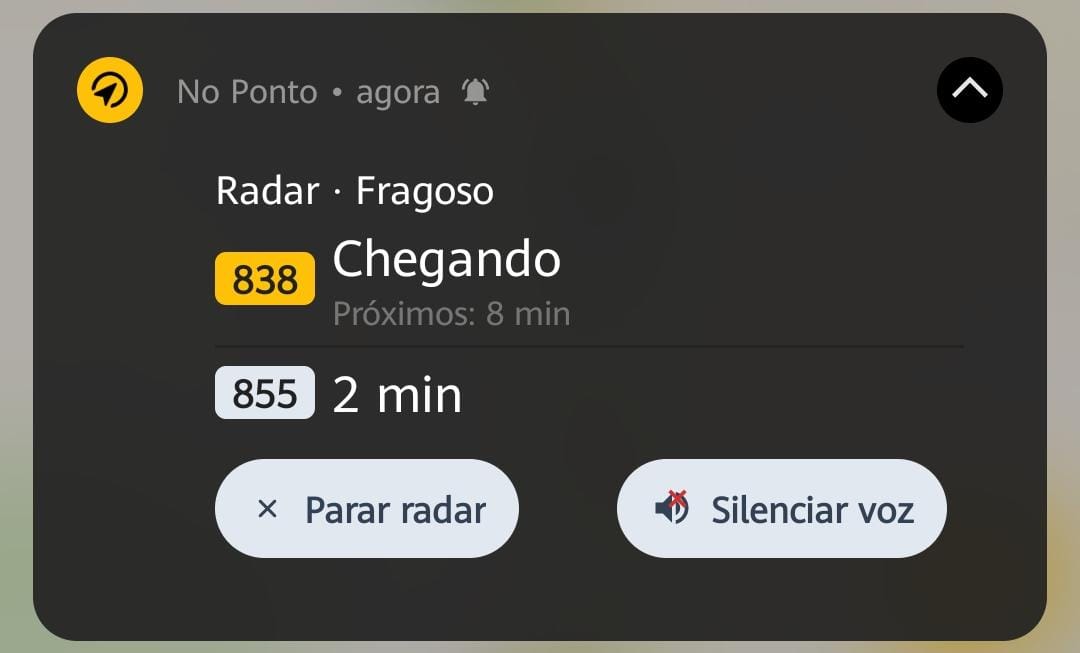 No Ponto • agora
Radar · Fragoso
838 Chegando
Próximos: 8 min
855 2 min
Parar radar
Silenciar voz